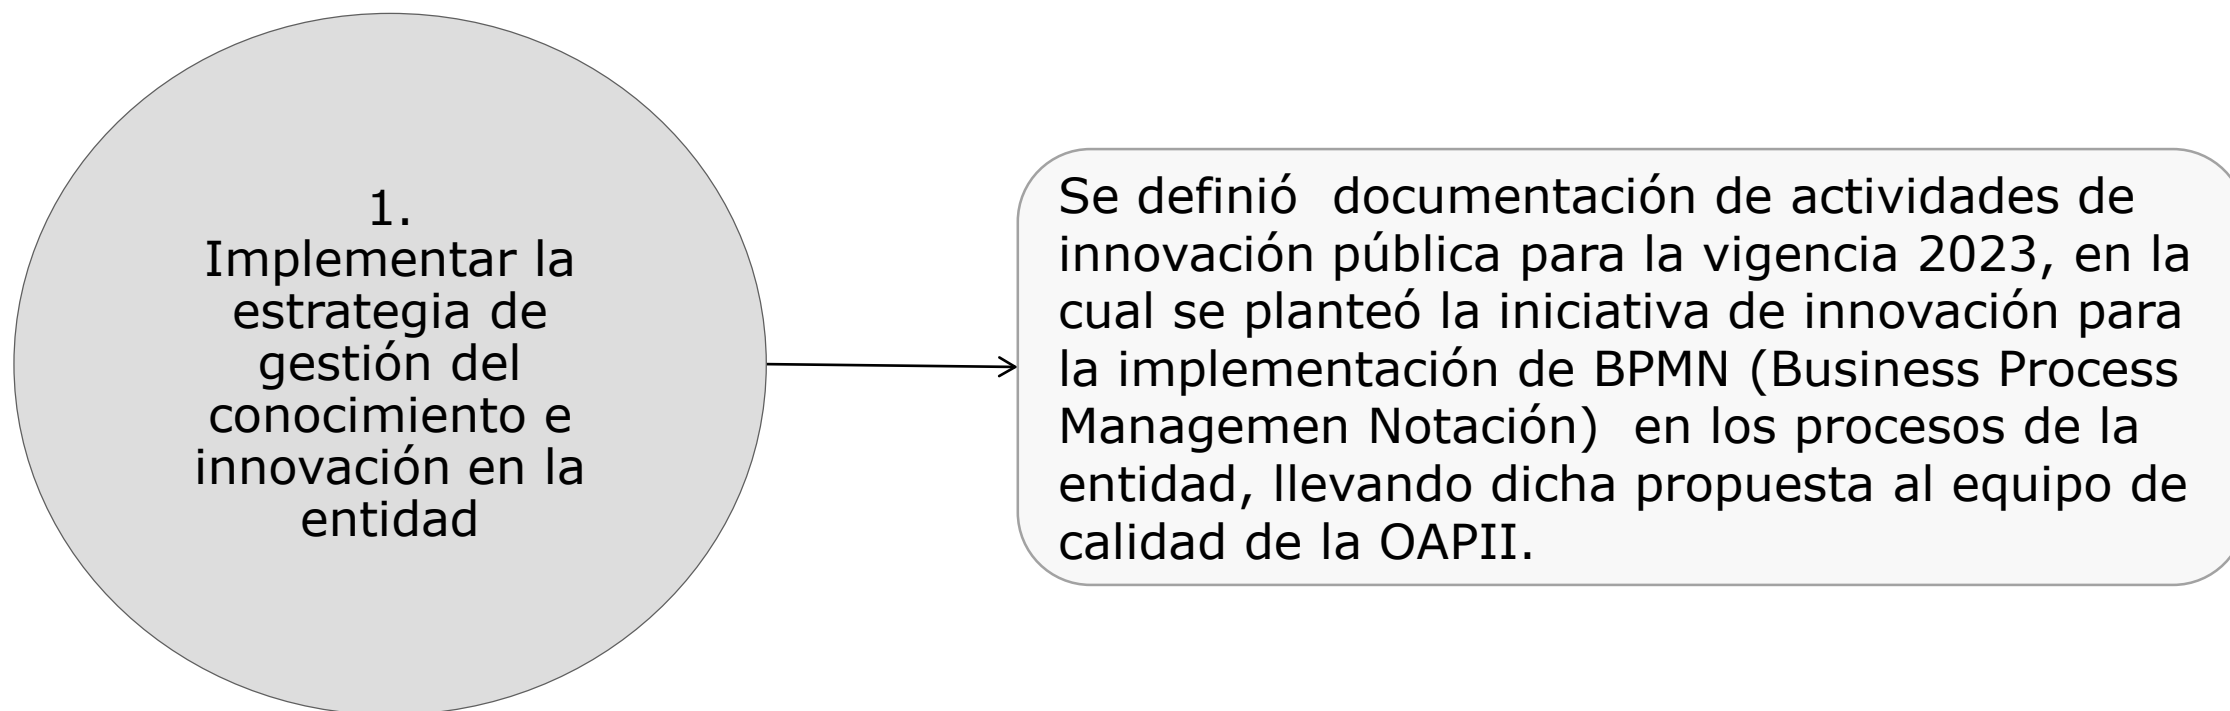 1.
Implementar la
estrategia de
gestión del
conocimiento e
innovación en la
entidad
Se definió  documentación de actividades de
innovación pública para la vigencia 2023, en la
cual se planteó la iniciativa de innovación para
la implementación de BPMN (Business Process
Managemen Notación)  en los procesos de la
entidad, llevando dicha propuesta al equipo de
calidad de la OAPII.